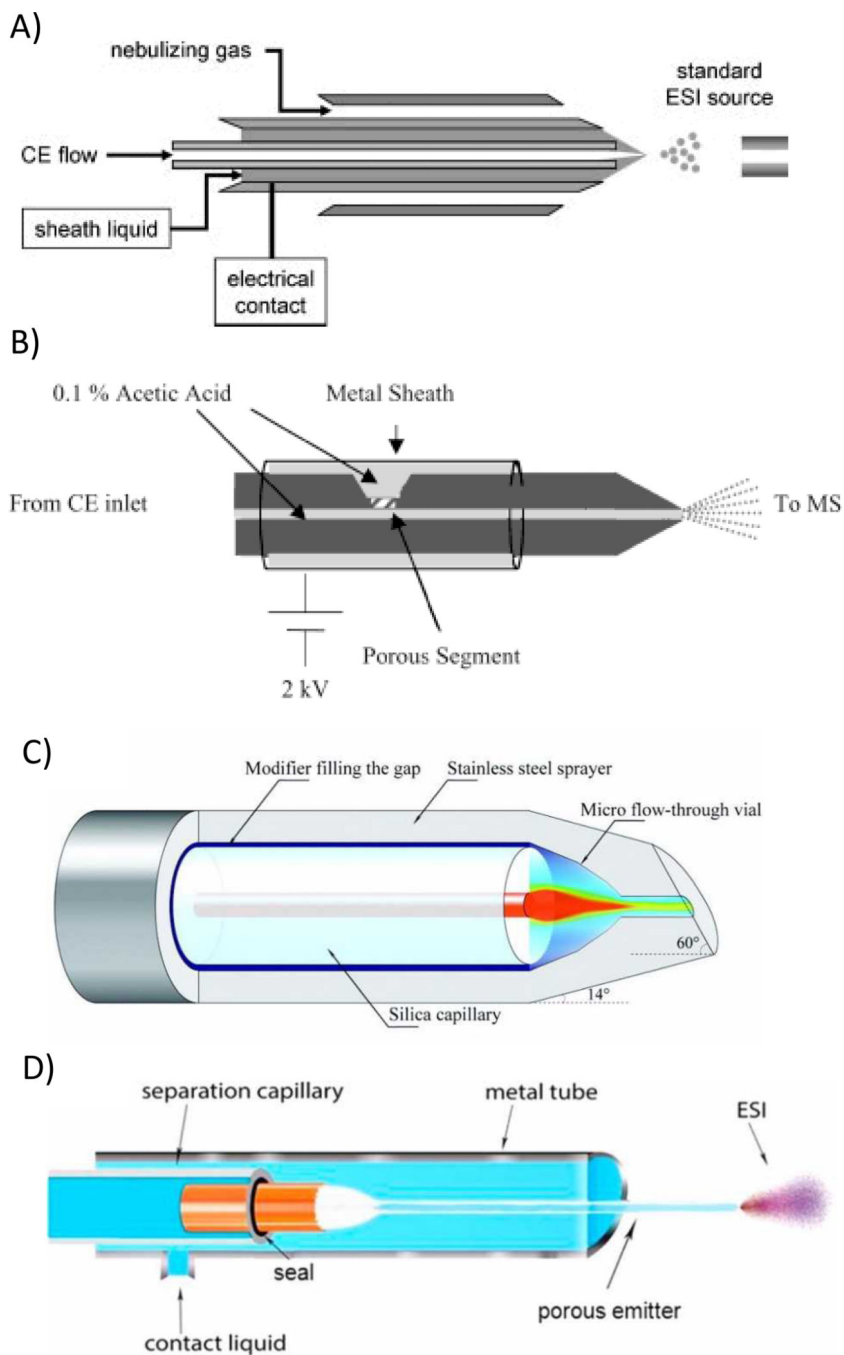 A)
nebulizing gas
standard
ESI source
CE flow
sheath liquid
electrical
contact
B)
0.1 % Acetic Acid
Metal Sheath
From CE inlet
To MS
Porous Segment
2 kV
C)
Modifier filling the gap
Stainless steel sprayer
Micro flow-through vial
60°
14°
Silica capillary
D)
separation capillary
metal tube
ESI
seal
porous emitter
contact liquid